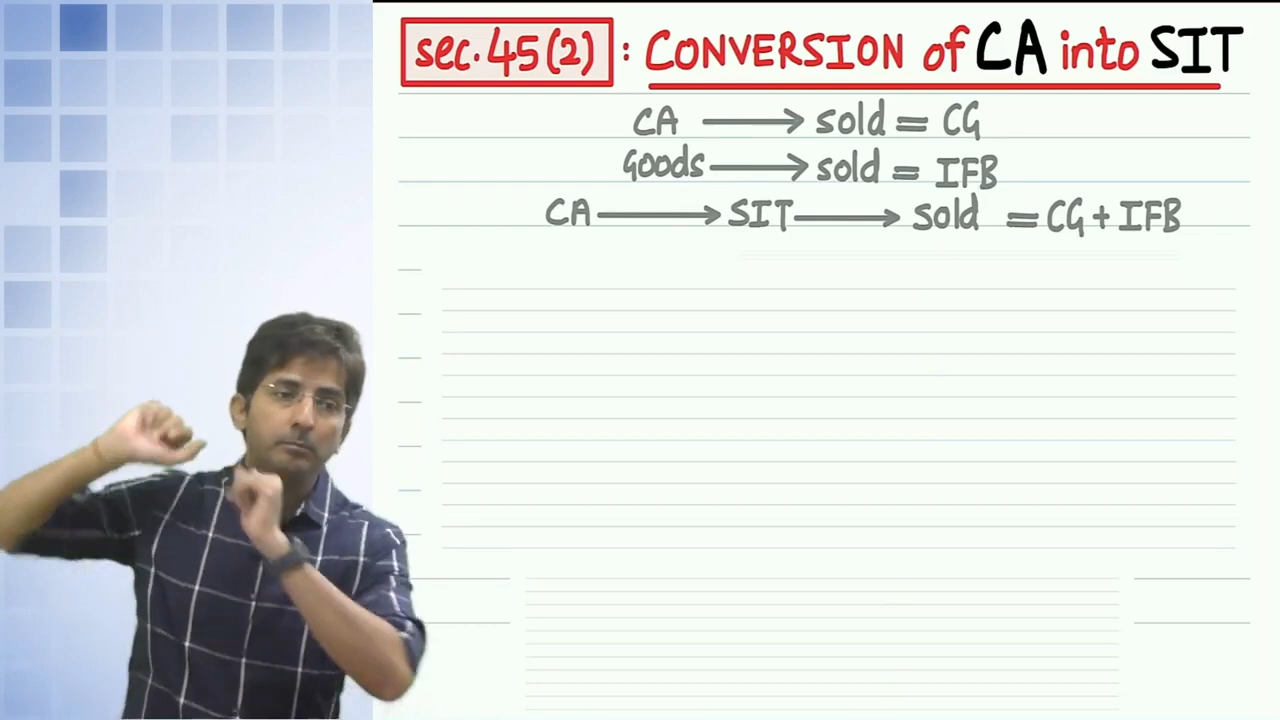 sec. 45(2) : CONVERSION of CA into SIT
CA ⟶ sold = CG
Goods ⟶ sold = IFB
CA ⟶ SIT ⟶ sold = CG + IFB